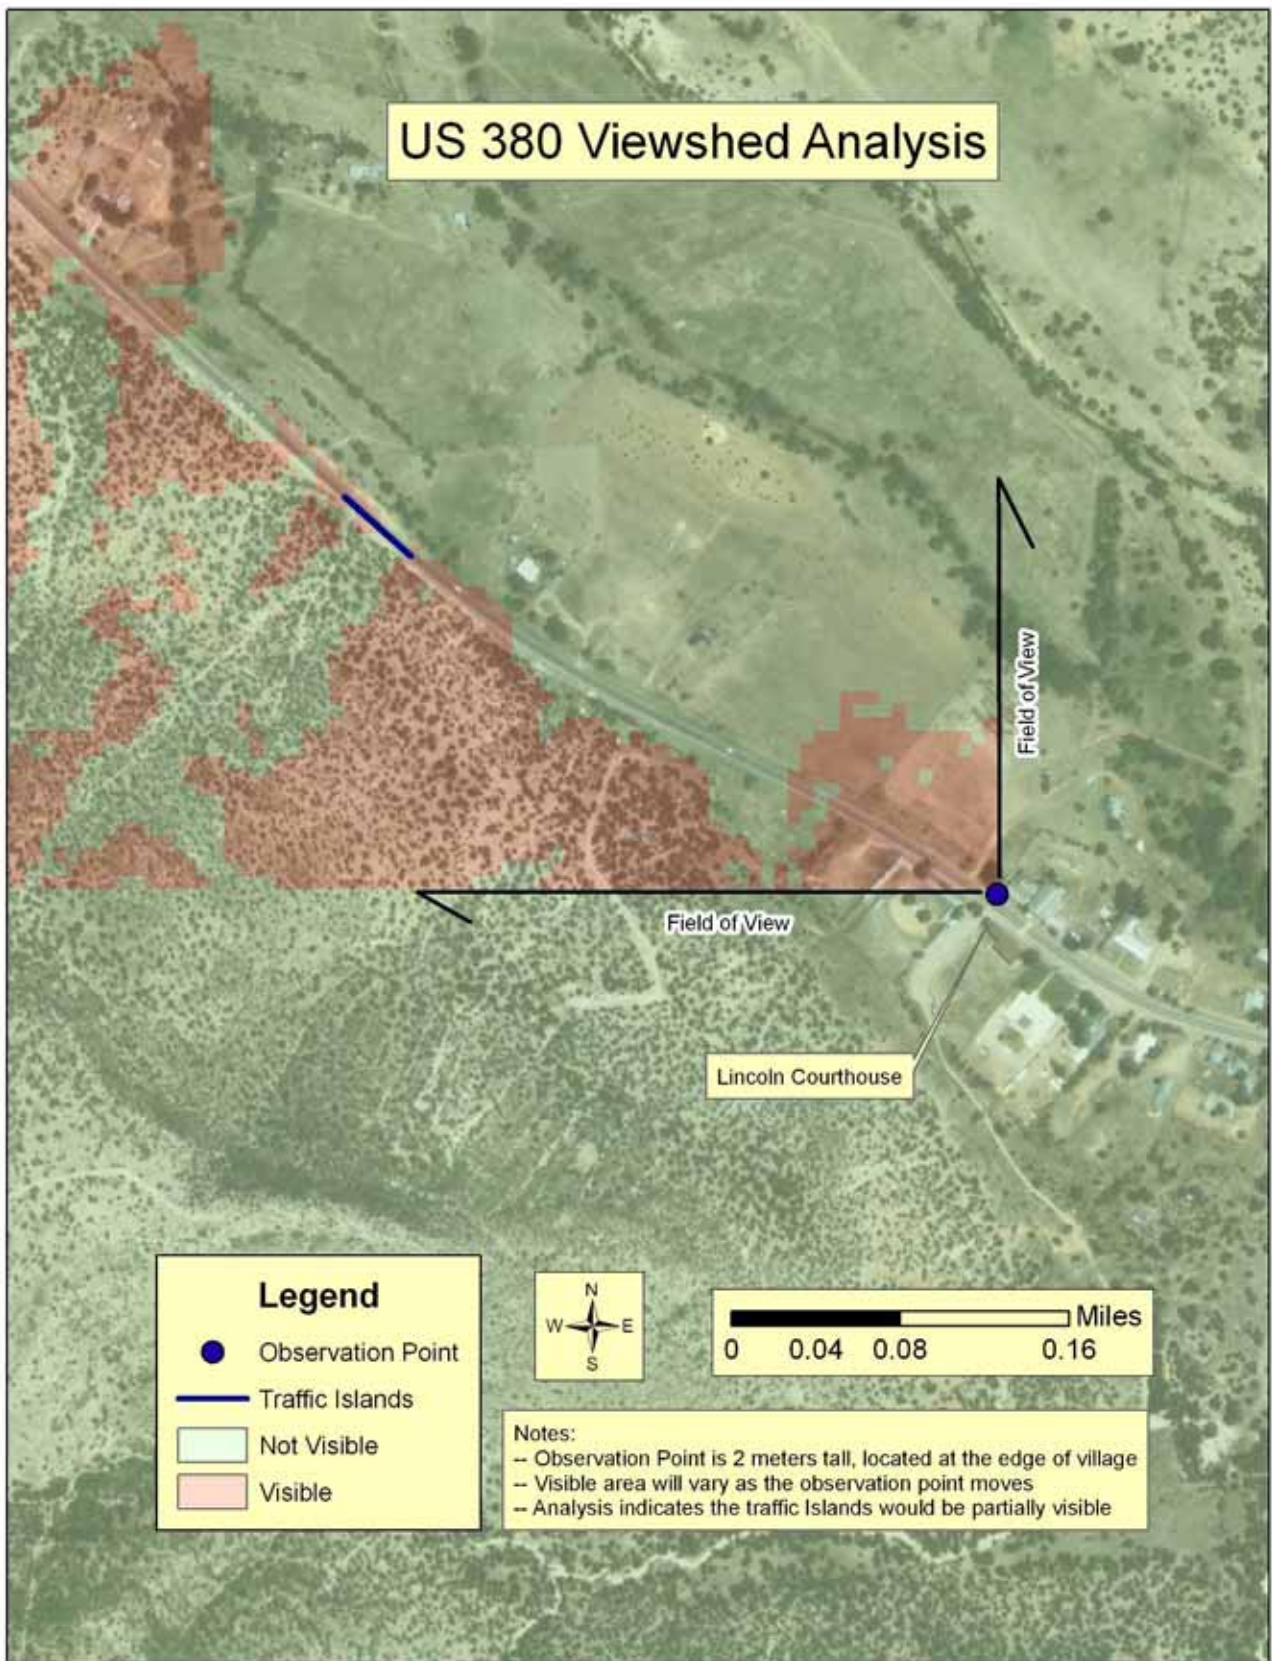 US 380 Viewshed Analysis
Field of View
Field of View
Lincoln Courthouse
Legend
Observation Point
Traffic Islands
Not Visible
Visible
N
W E
S
Miles
0 0.04 0.08 0.16
Notes:
-- Observation Point is 2 meters tall, located at the edge of village
-- Visible area will vary as the observation point moves
-- Analysis indicates the traffic Islands would be partially visible